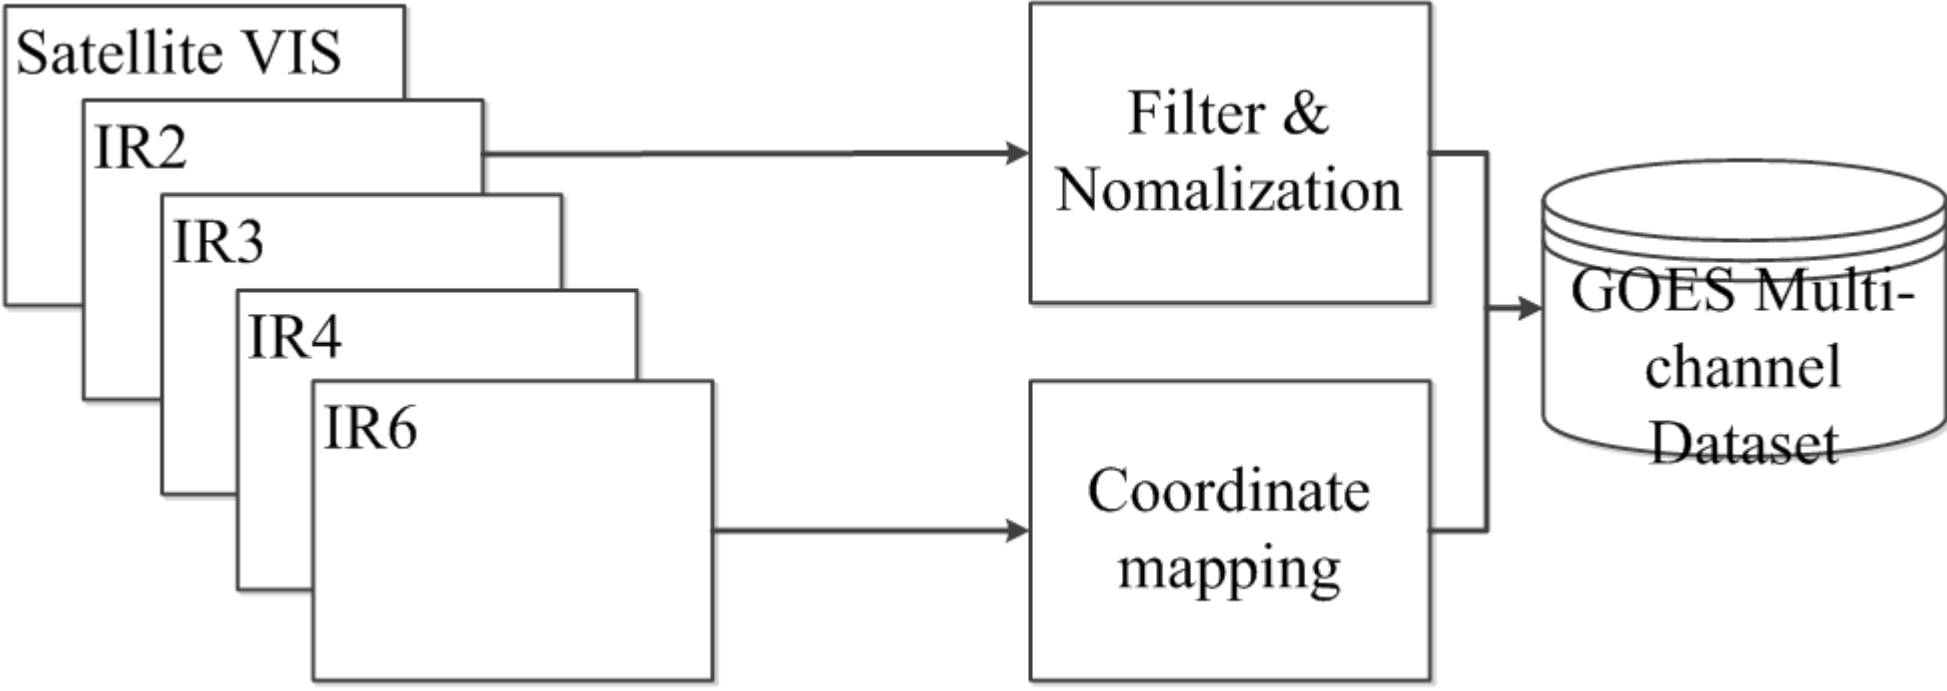 Satellite VIS
IR2
IR3
IR4
IR6
Filter &
Nomalization
Coordinate
mapping
GOES Multi-
channel
Dataset